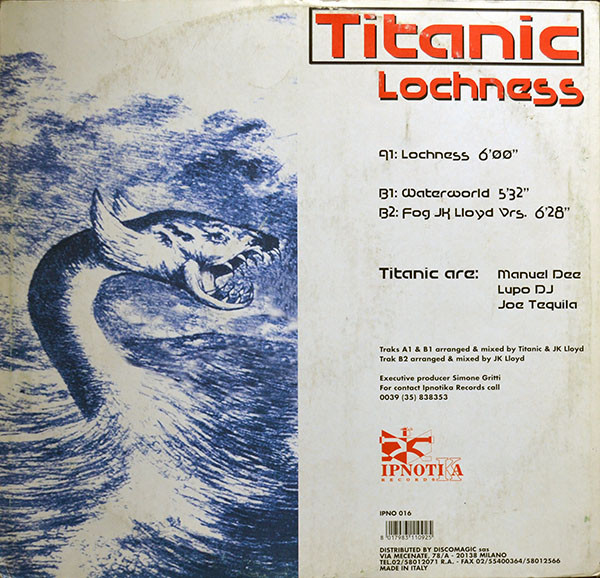 Titanic
Lochness
A1: Lochness 6'00"
B1: Waterworld 5'32"
B2: Fog JK Lloyd Vrs. 6'28"
Titanic are: Manuel Dee
Lupo DJ
Joe Tequila
Traks A1 & B1 arranged & mixed by Titanic & JK Lloyd
Trak B2 arranged & mixed by JK Lloyd
Executive producer Simone Gritti
For contact Ipnotika Records call
0039 (35) 838353
IPNOTIKA
RECORDS
IPNO 016
8 017983 110925
DISTRIBUTED BY DISCOMAGIC sas
VIA MECENATE, 78/A - 20138 MILANO
TEL.02/58012071 R.A. - FAX 02/55400364/58012566
MADE IN ITALY